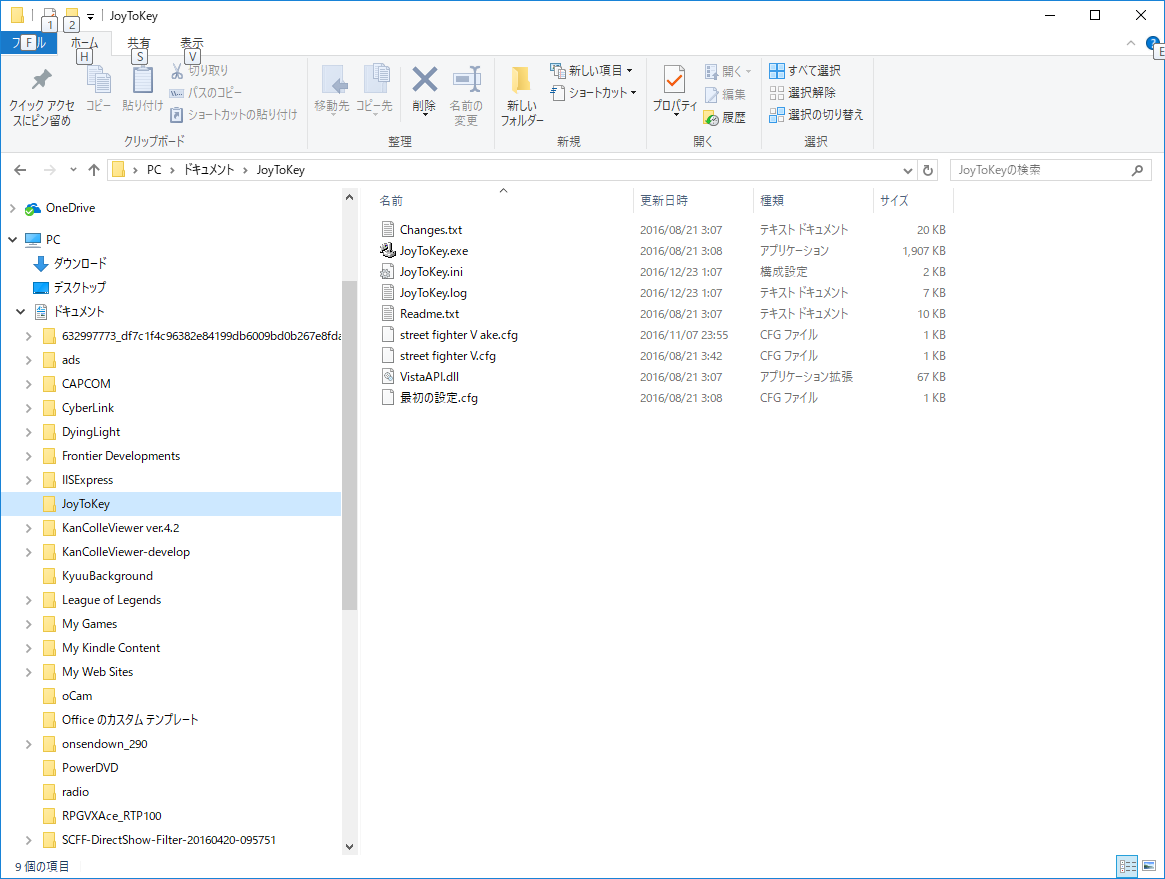 JoyToKey
1 2
ファイル ホーム 共有 表示
F H S V E
クイック アクセスにピン留め
コピー
貼り付け
切り取り
パスのコピー
ショートカットの貼り付け
クリップボード
移動先
コピー先
削除
名前の変更
整理
新しいフォルダー
新しい項目
ショートカット
新規
プロパティ
開く
編集
履歴
開く
すべて選択
選択解除
選択の切り替え
選択
PC › ドキュメント › JoyToKey
JoyToKeyの検索
OneDrive
PC
ダウンロード
デスクトップ
ドキュメント
632997773_df7c1f4c96382e84199db6009bd0b267e8fda
ads
CAPCOM
CyberLink
DyingLight
Frontier Developments
IISExpress
JoyToKey
KanColleViewer ver.4.2
KanColleViewer-develop
KyuuBackground
League of Legends
My Games
My Kindle Content
My Web Sites
oCam
Office のカスタム テンプレート
onsendown_290
PowerDVD
radio
RPGVXAce_RTP100
SCFF-DirectShow-Filter-20160420-095751
名前 更新日時 種類 サイズ
Changes.txt 2016/08/21 3:07 テキスト ドキュメント 20 KB
JoyToKey.exe 2016/08/21 3:08 アプリケーション 1,907 KB
JoyToKey.ini 2016/12/23 1:07 構成設定 2 KB
JoyToKey.log 2016/12/23 1:07 テキスト ドキュメント 7 KB
Readme.txt 2016/08/21 3:07 テキスト ドキュメント 10 KB
street fighter V ake.cfg 2016/11/07 23:55 CFG ファイル 1 KB
street fighter V.cfg 2016/08/21 3:42 CFG ファイル 1 KB
VistaAPI.dll 2016/08/21 3:07 アプリケーション拡張 67 KB
最初の設定.cfg 2016/08/21 3:08 CFG ファイル 1 KB
9 個の項目